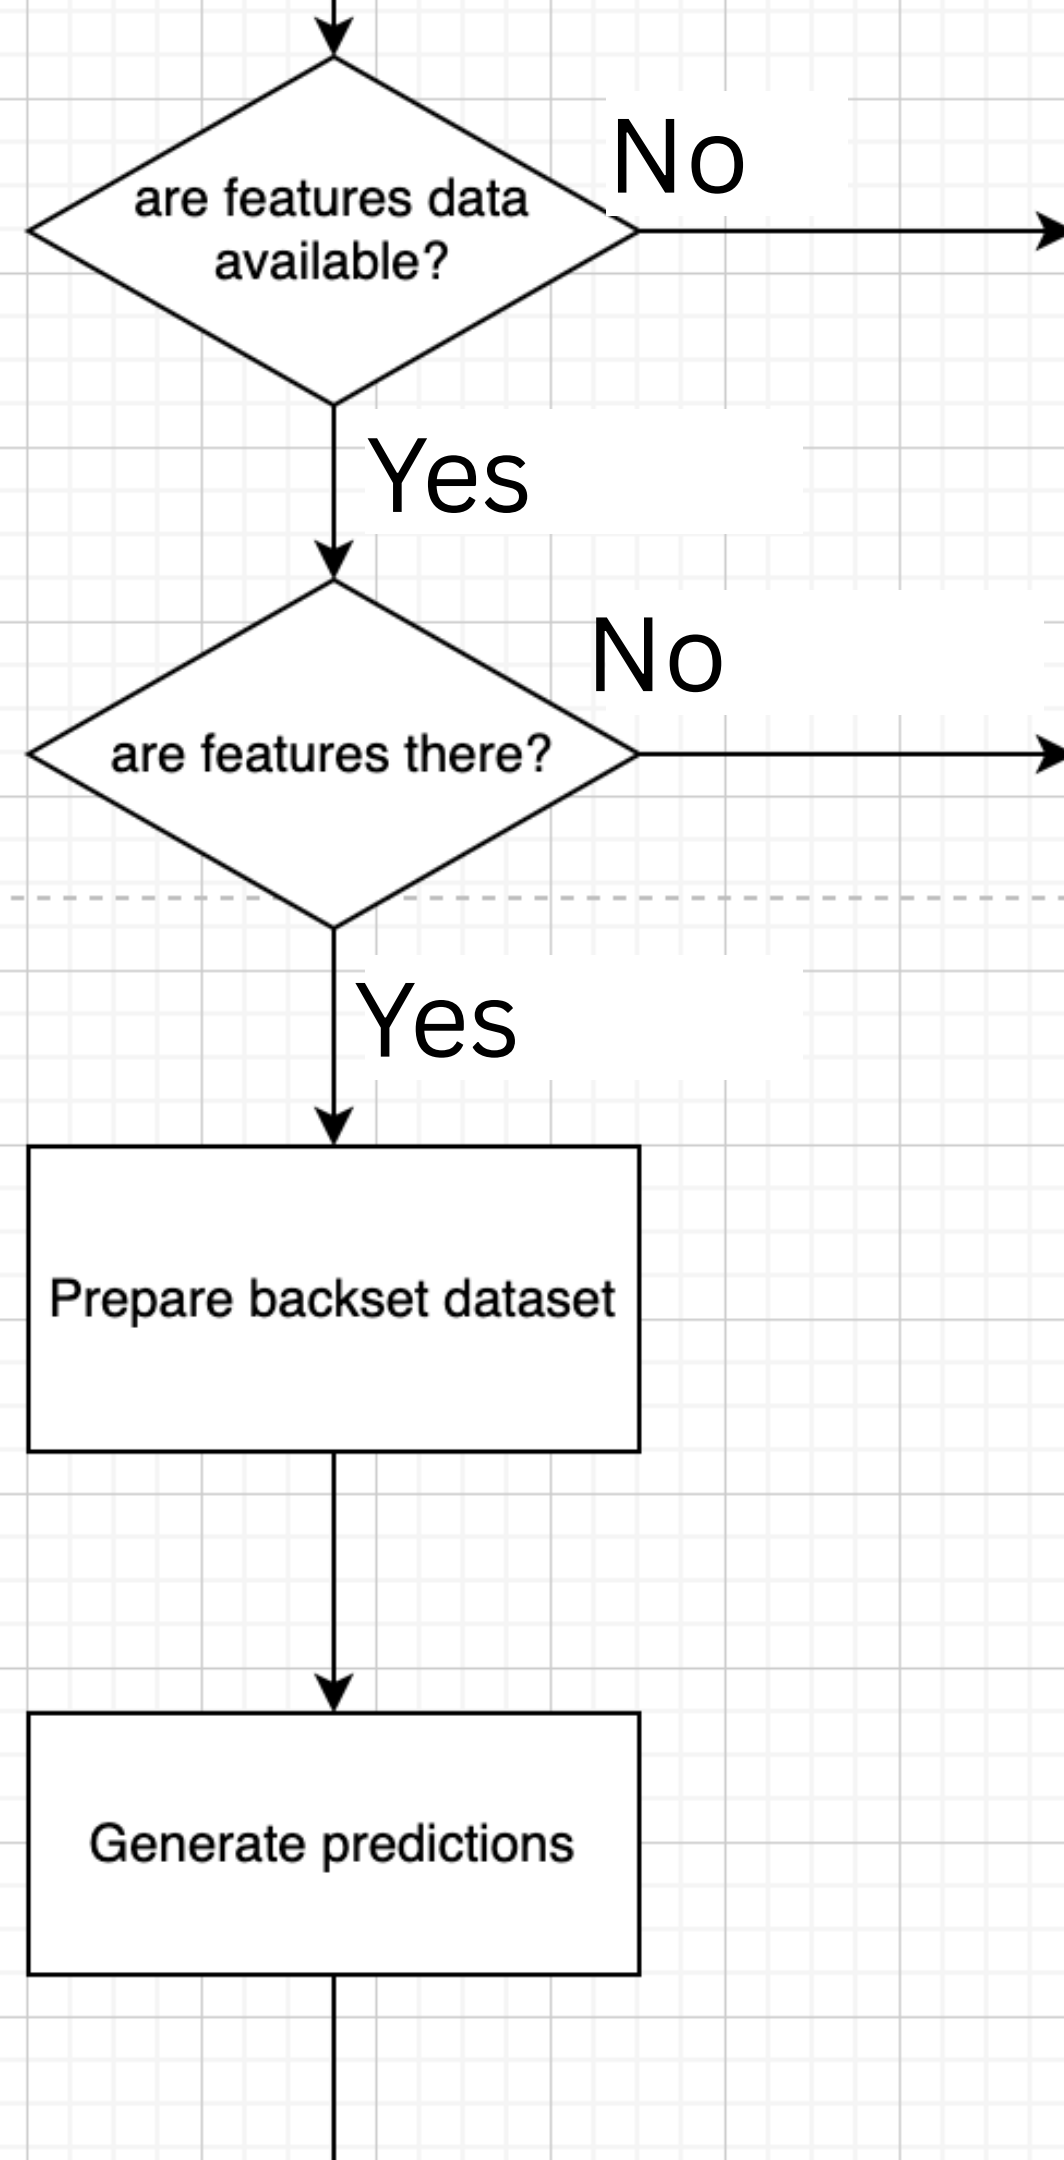 No
are features data
available?
Yes
No
are features there?
Yes
Prepare backset dataset
Generate predictions